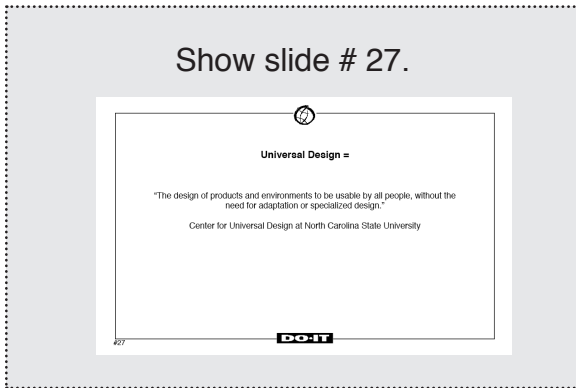 Show slide # 27.
Universal Design =
“The design of products and environments to be usable by all people, without the
need for adaptation or specialized design.”
Center for Universal Design at North Carolina State University
DO-IT
#27